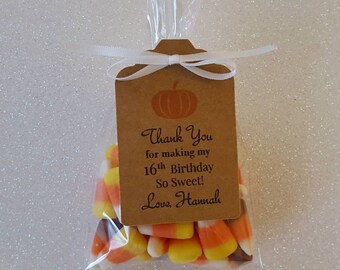 Thank You
for making my
16th Birthday
So Sweet!
Love, Hannah